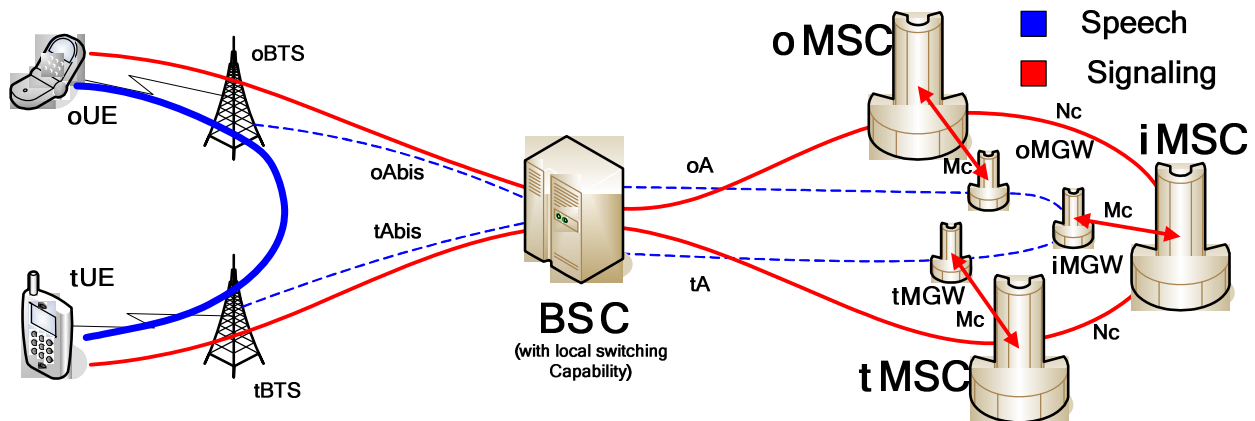 oMSC
Speech
Signaling
oBTS
oUE
Nc
iMSC
oMGW
oA
Mc
oAbis
Mc
tAbis
iMGW
tUE
tA
tMGW
BSC
Mc
Nc
(with local switching
Capability)
tMSC
tBTS